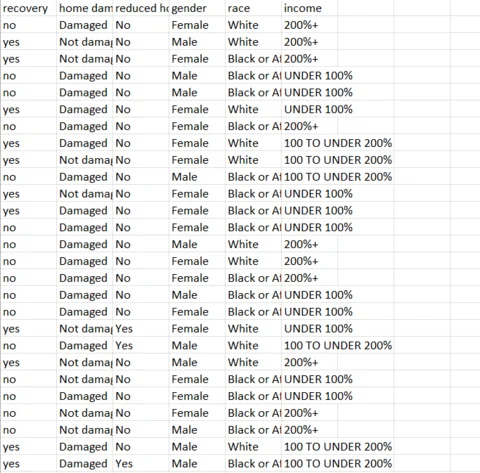 recovery home dam reduced ho gender race income
no Damaged No Female White 200%+
yes Not damag No Male White 200%+
yes Not damag No Female Black or Af 200%+
no Damaged No Male Black or Af UNDER 100%
no Damaged No Male Black or Af UNDER 100%
yes Damaged No Female White UNDER 100%
no Damaged No Female Black or Af 200%+
yes Damaged No Female White 100 TO UNDER 200%
yes Not damag No Female White 100 TO UNDER 200%
no Damaged No Male Black or Af 100 TO UNDER 200%
yes Not damag No Female Black or Af UNDER 100%
yes Damaged No Female Black or Af UNDER 100%
no Damaged No Female Black or Af UNDER 100%
no Damaged No Male White 200%+
no Damaged No Female White 200%+
no Damaged No Female Black or Af 200%+
no Damaged No Male Black or Af UNDER 100%
no Damaged No Female Black or Af UNDER 100%
yes Not damag Yes Female White UNDER 100%
no Damaged Yes Male White 100 TO UNDER 200%
yes Not damag No Male White 200%+
no Not damag No Female Black or Af UNDER 100%
no Damaged No Female Black or Af UNDER 100%
no Not damag No Female Black or Af 200%+
no Not damag No Male Black or Af 200%+
yes Damaged No Male White 100 TO UNDER 200%
yes Damaged Yes Male Black or Af 100 TO UNDER 200%